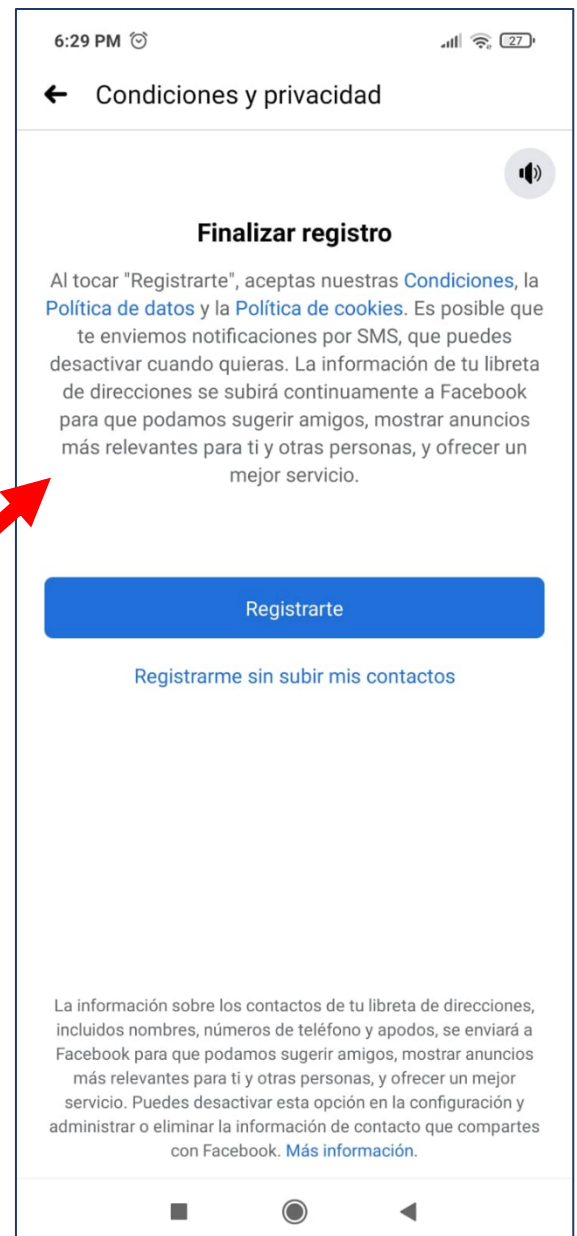 6:29 PM
27
Condiciones y privacidad
Finalizar registro
Al tocar "Registrarte", aceptas nuestras Condiciones, la
Política de datos y la Política de cookies. Es posible que
te enviemos notificaciones por SMS, que puedes
desactivar cuando quieras. La información de tu libreta
de direcciones se subirá continuamente a Facebook
para que podamos sugerir amigos, mostrar anuncios
más relevantes para ti y otras personas, y ofrecer un
mejor servicio.
Registrarte
Registrarme sin subir mis contactos
La información sobre los contactos de tu libreta de direcciones,
incluidos nombres, números de teléfono y apodos, se enviará a
Facebook para que podamos sugerir amigos, mostrar anuncios
más relevantes para ti y otras personas, y ofrecer un mejor
servicio. Puedes desactivar esta opción en la configuración y
administrar o eliminar la información de contacto que compartes
con Facebook. Más información.